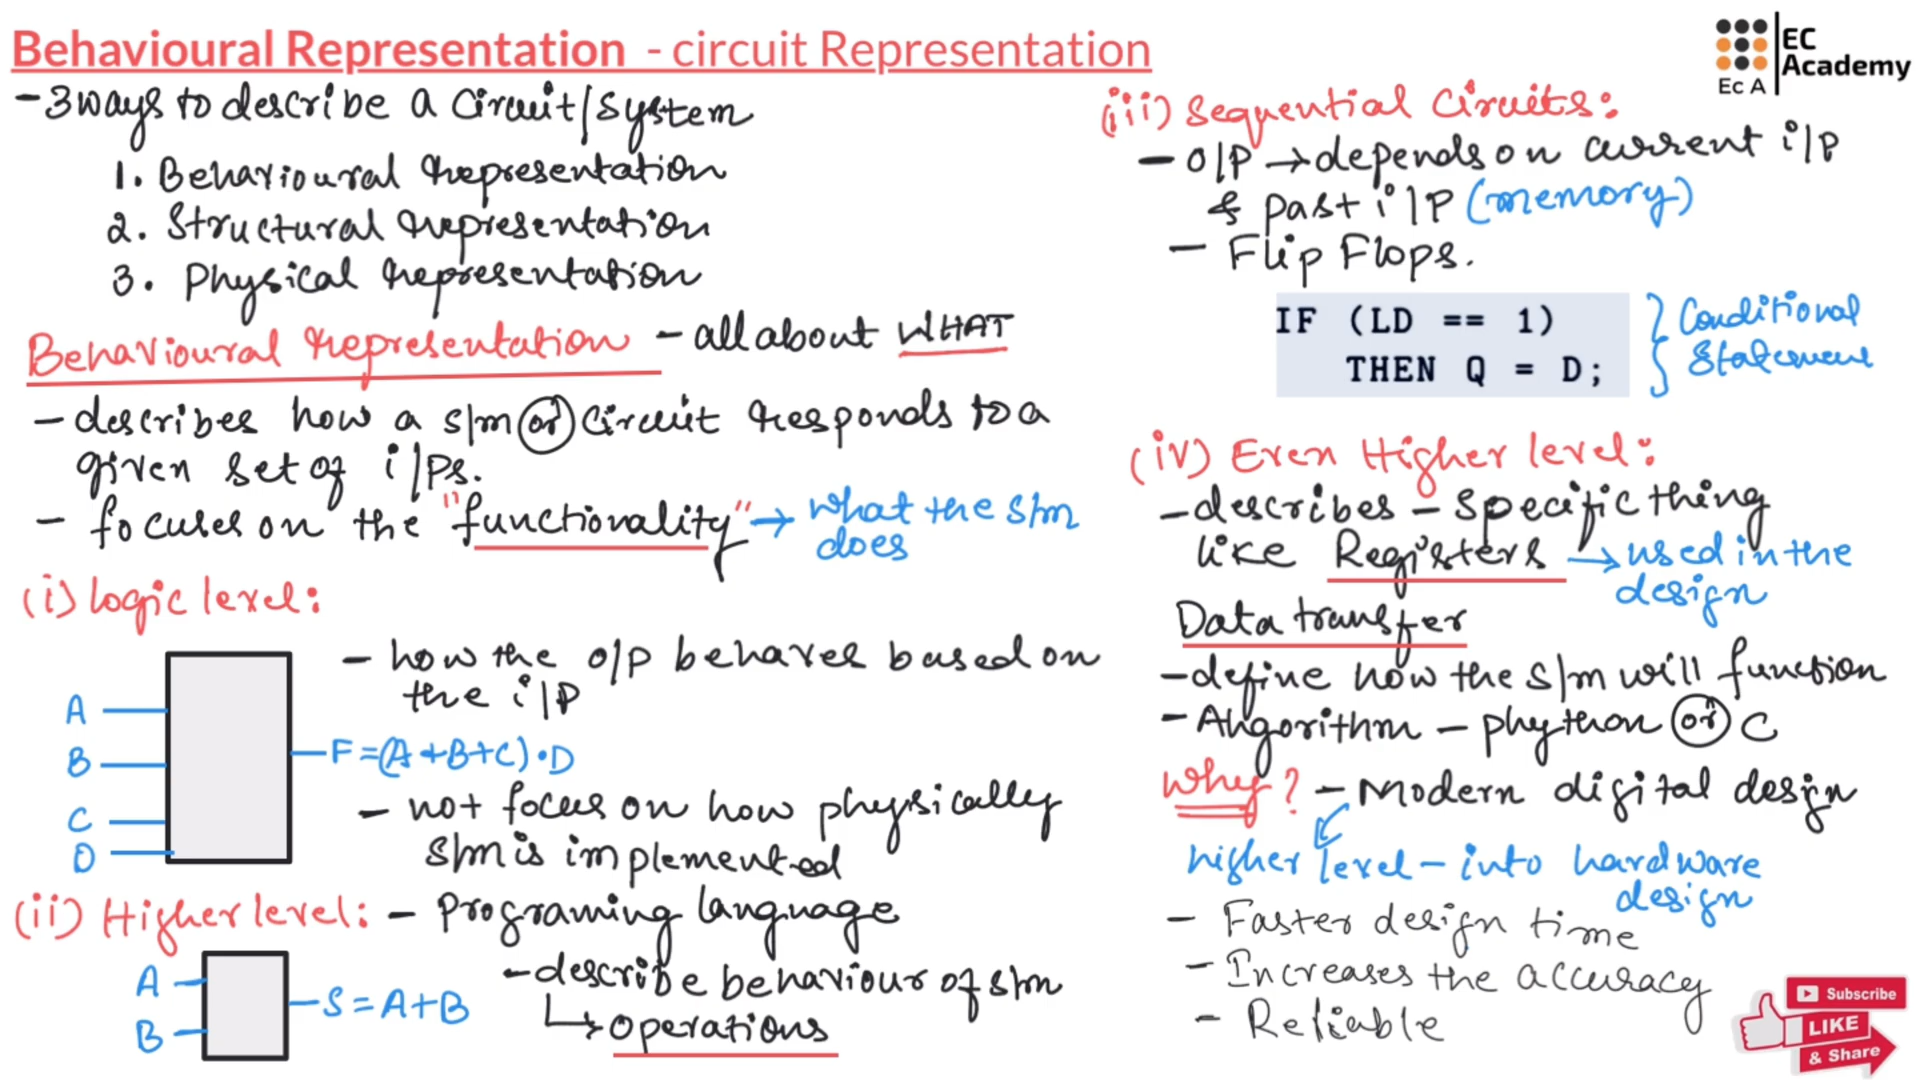 Behavioural Representation - circuit Representation
EC
Academy
Ec A
- 3 ways to describe a Circuit/System
1. Behavioural representation
2. Structural representation
3. Physical representation
Behavioural representation - all about WHAT
- describes how a s/m or circuit responds to a
given set of i/ps.
- focuses on the "functionality" → what the s/m
does
(i) logic level:
- how the o/p behaves based on
the i/p
A
B
C
D
F = (A + B + C) · D
- not focus on how physically
s/m is implemented
(ii) Higher level: - Programing language
- describe behaviour of s/m
↳ operations
A
B
S = A + B
(iii) Sequential Circuits:
- o/p → depends on current i/p
& past i/p (memory)
- Flip Flops.
IF (LD == 1)
THEN Q = D;
Conditional
Statement
(iv) Even Higher level:
- describes - specific thing
like Registers → used in the
design
Data transfer
- define how the s/m will function
- Algorithm - phython or C
Why? - Modern digital design
higher level - into hardware
design
- Faster design time
- Increases the accuracy
- Reliable
Subscribe
LIKE
& Share